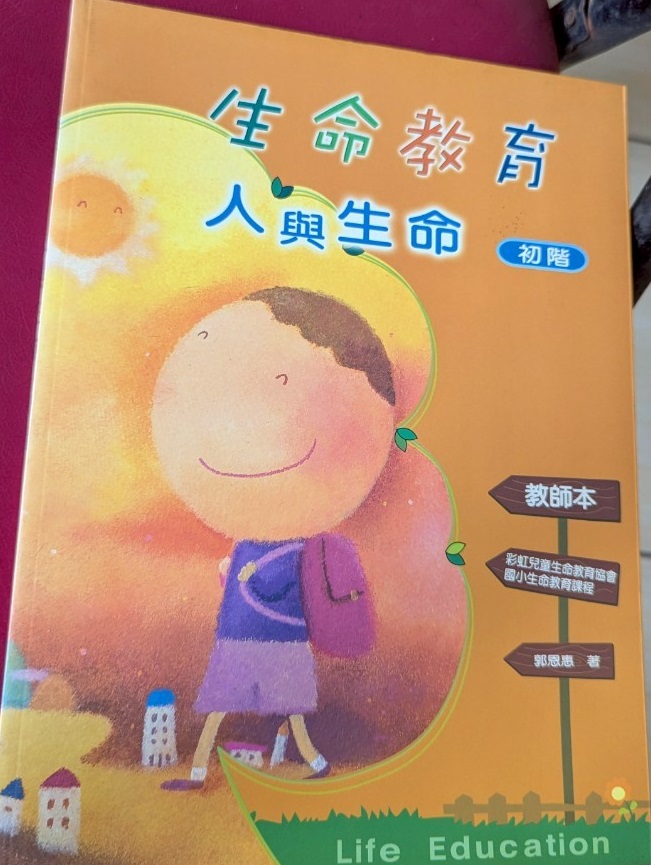 生命教育
人與生命
初階
教師本
彩虹兒童生命教育協會
國小生命教育課程
郭恩惠 著
Life Education